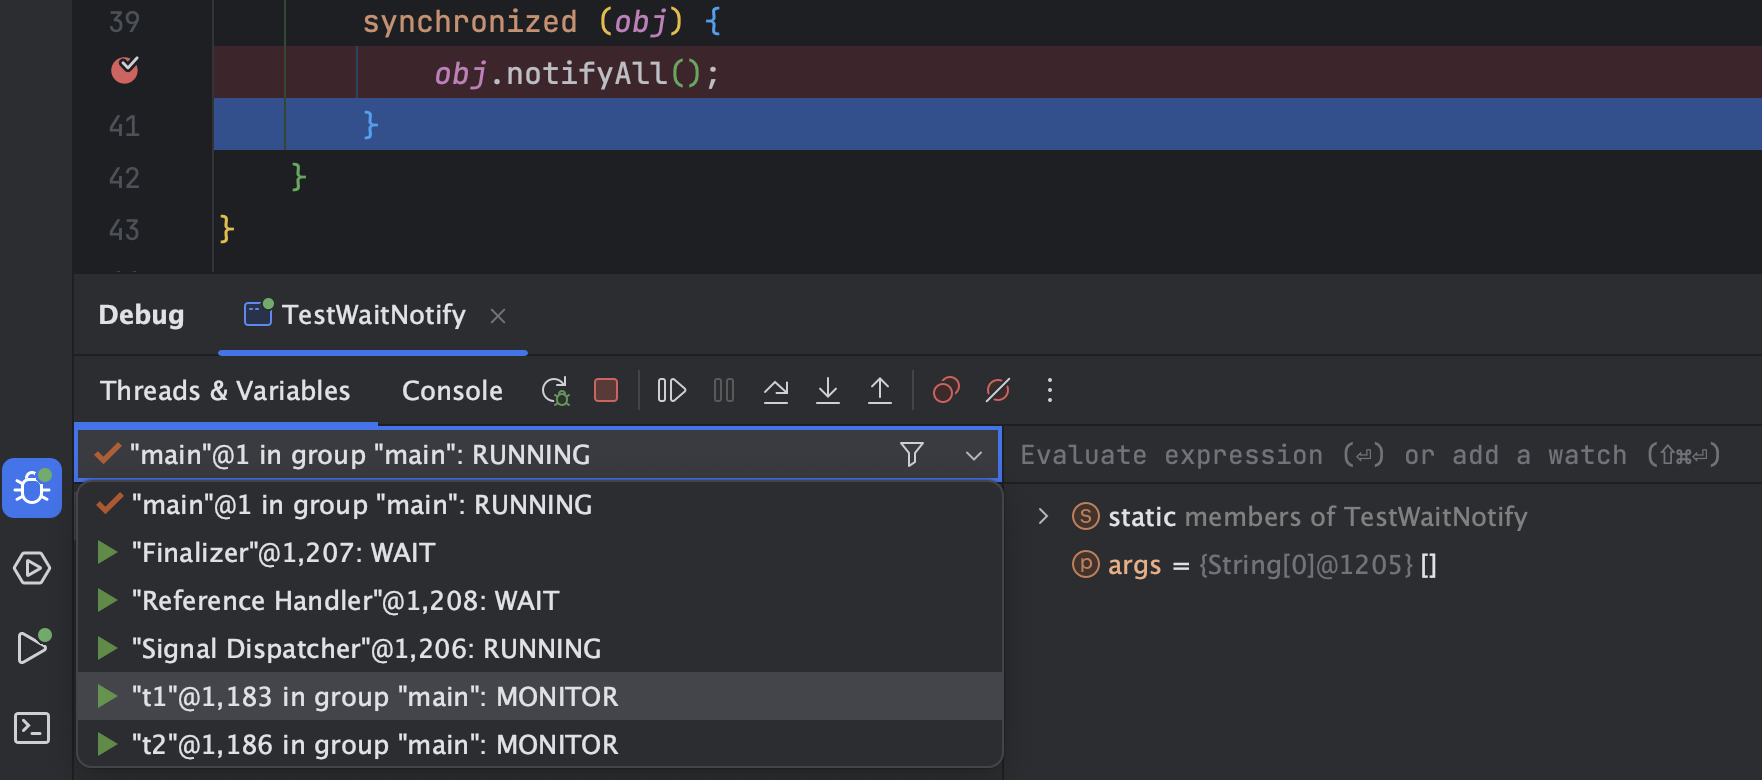 39 synchronized (obj) {
obj.notifyAll();
41 }
42 }
43 }
Debug TestWaitNotify ×
Threads & Variables Console
"main"@1 in group "main": RUNNING
"main"@1 in group "main": RUNNING
"Finalizer"@1,207: WAIT
"Reference Handler"@1,208: WAIT
"Signal Dispatcher"@1,206: RUNNING
"t1"@1,183 in group "main": MONITOR
"t2"@1,186 in group "main": MONITOR
Evaluate expression (⏎) or add a watch (⇧⌘⏎)
S static members of TestWaitNotify
p args = {String[0]@1205} []